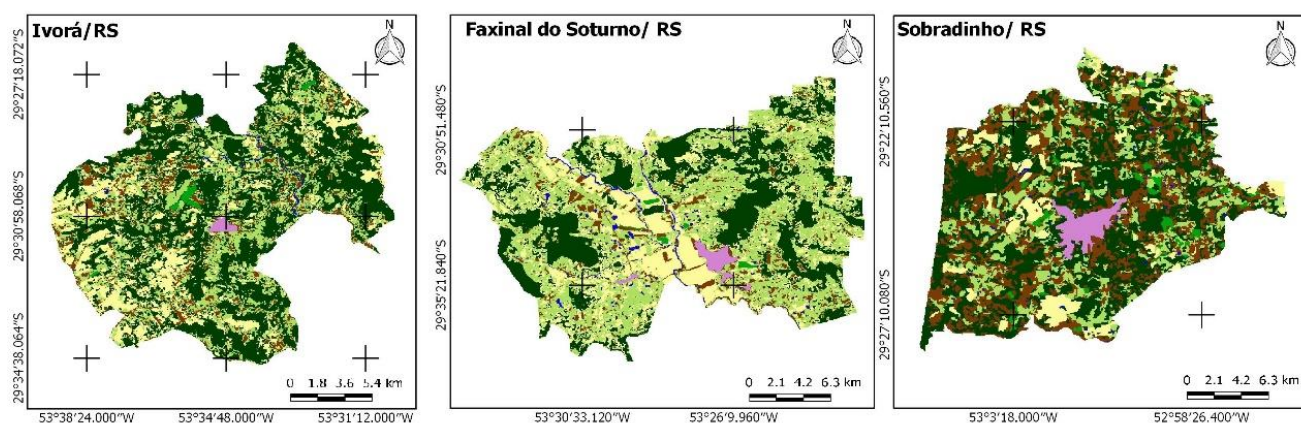 Ivorá/RS
N
29°27'18.072"S
29°30'58.068"S
29°34'38.064"S
0 1.8 3.6 5.4 km
53°38'24.000"W 53°34'48.000"W 53°31'12.000"W
Faxinal do Soturno/ RS
N
29°30'51.480"S
29°35'21.840"S
0 2.1 4.2 6.3 km
53°30'33.120"W 53°26'9.960"W
Sobradinho/ RS
N
29°22'10.560"S
29°27'10.080"S
0 2.1 4.2 6.3 km
53°3'18.000"W 52°58'26.400"W